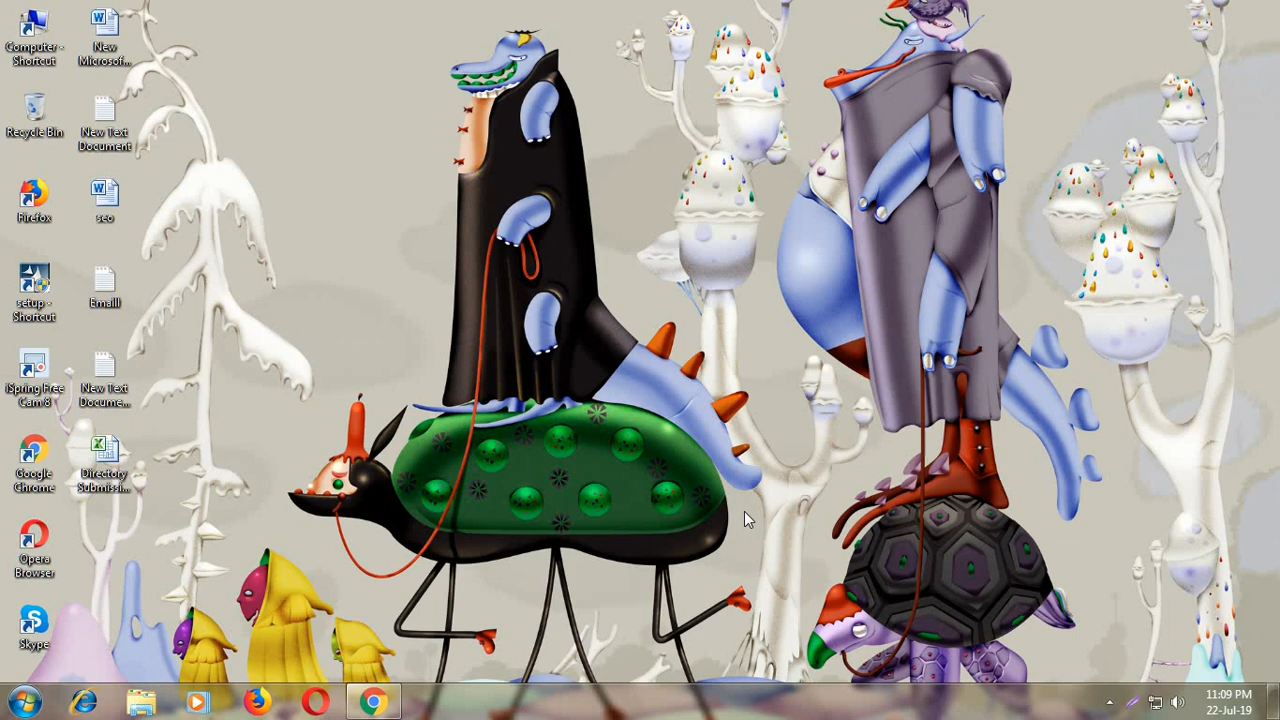 Computer -
Shortcut
New
Microsof...
Recycle Bin
New Text
Document
Firefox
seo
setup -
Shortcut
Emaill
iSpring Free
Cam 8
New Text
Docume...
Google
Chrome
Directory
Submissi...
Opera
Browser
Skype
11:09 PM
22-Jul-19